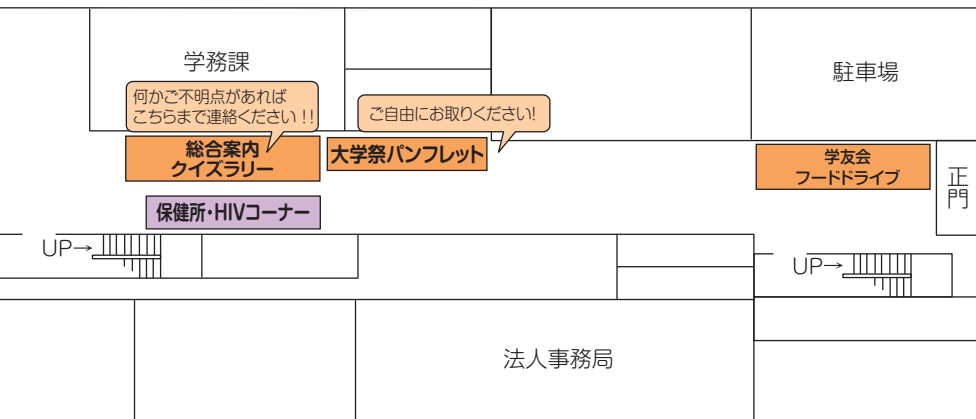 学務課
駐車場
何かご不明点があれば
こちらまで連絡ください!!
ご自由にお取りください!
総合案内
クイズラリー
大学祭パンフレット
学友会
フードドライブ
正門
保健所・HIVコーナー
UP→
UP→
法人事務局